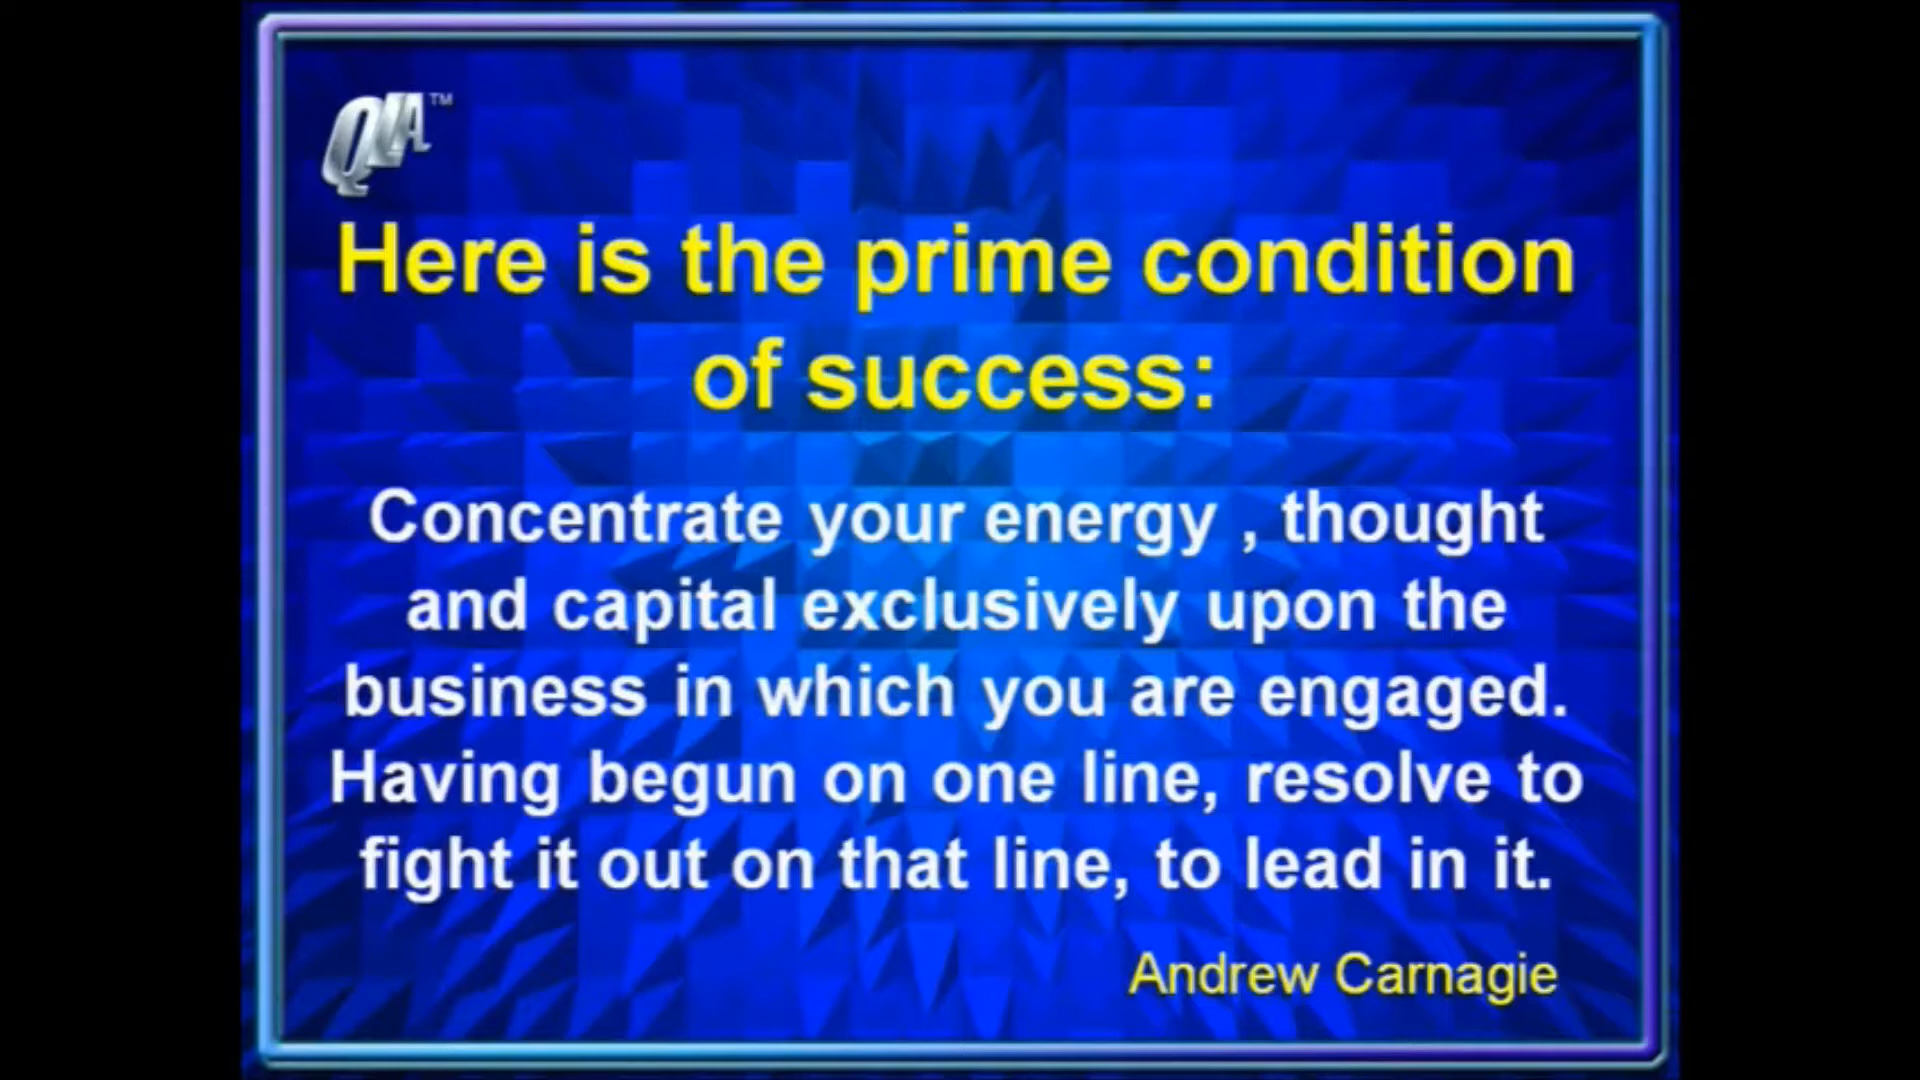 QLA™
Here is the prime condition
of success:
Concentrate your energy , thought
and capital exclusively upon the
business in which you are engaged.
Having begun on one line, resolve to
fight it out on that line, to lead in it.
Andrew Carnagie